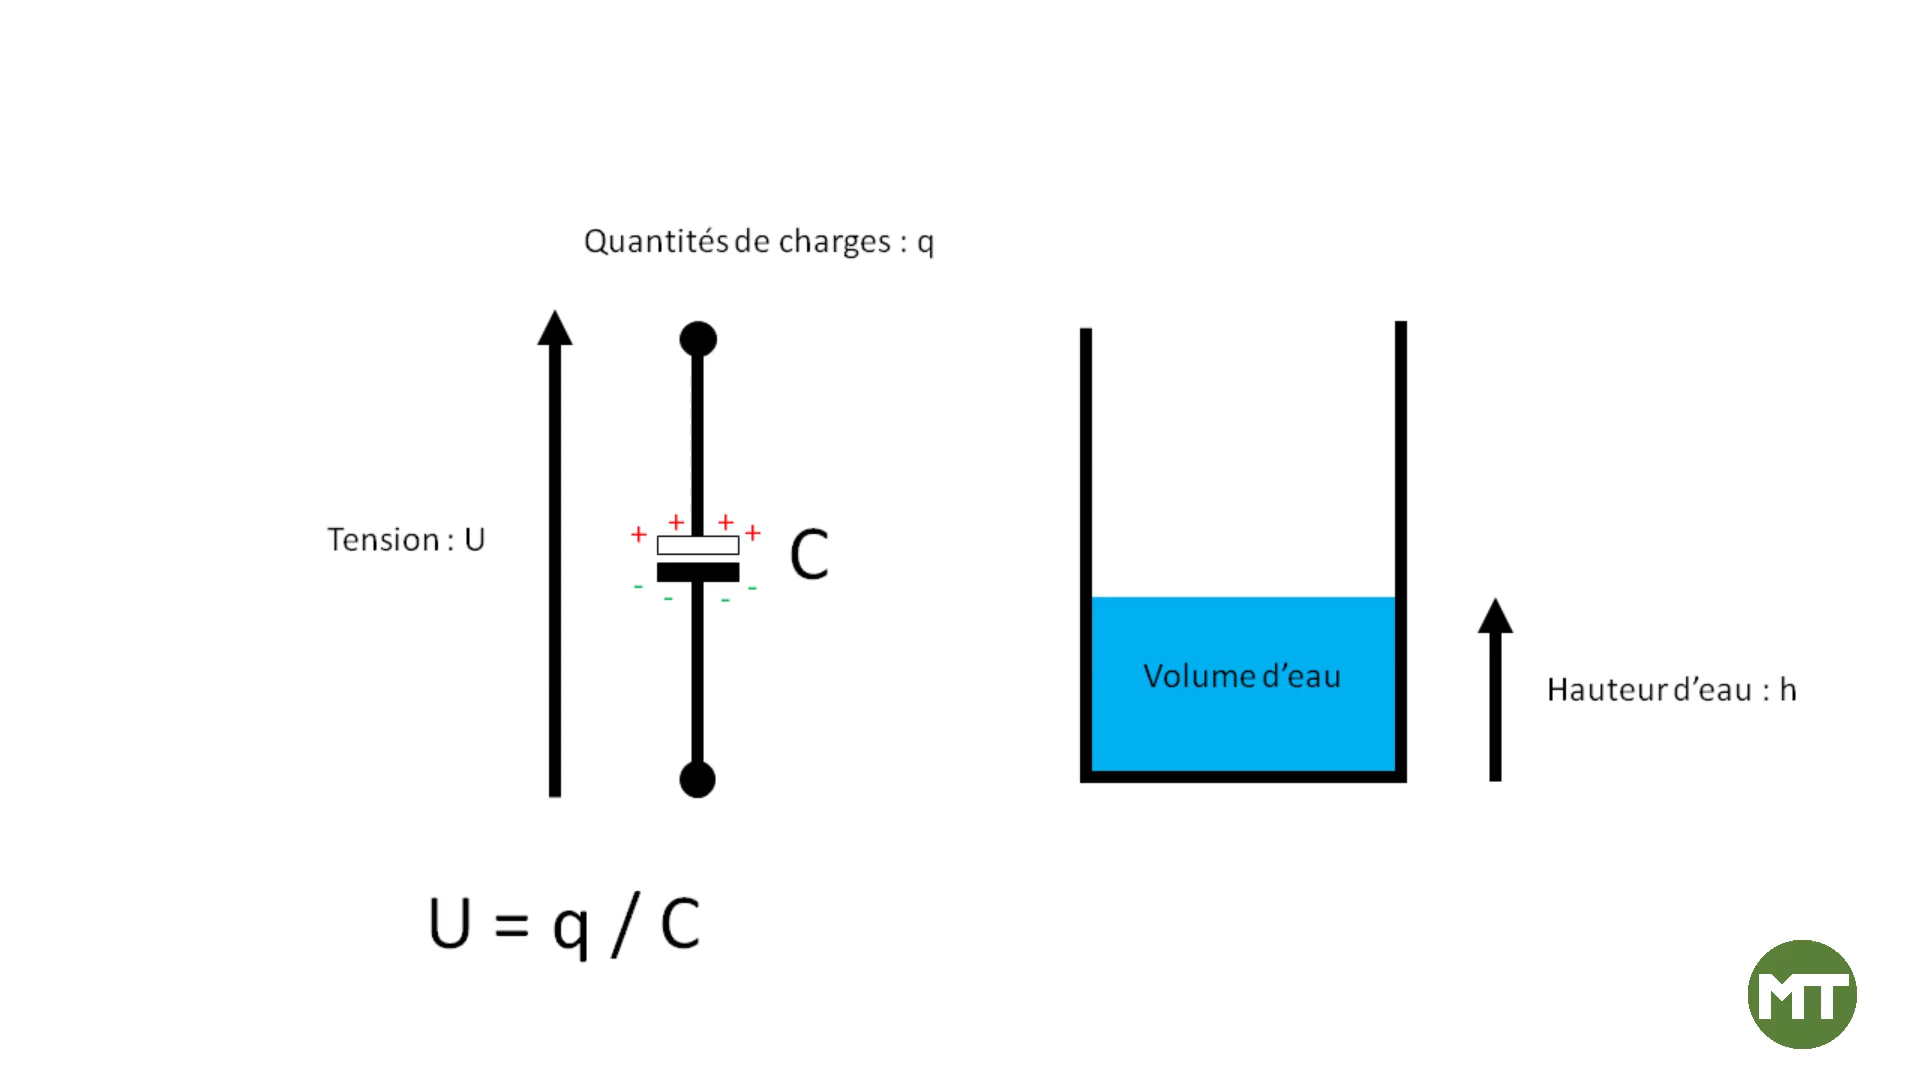 Quantités de charges : q
Tension : U
+ + + +
C
- - - -
Volume d’eau
Hauteur d’eau : h
U = q / C
MT